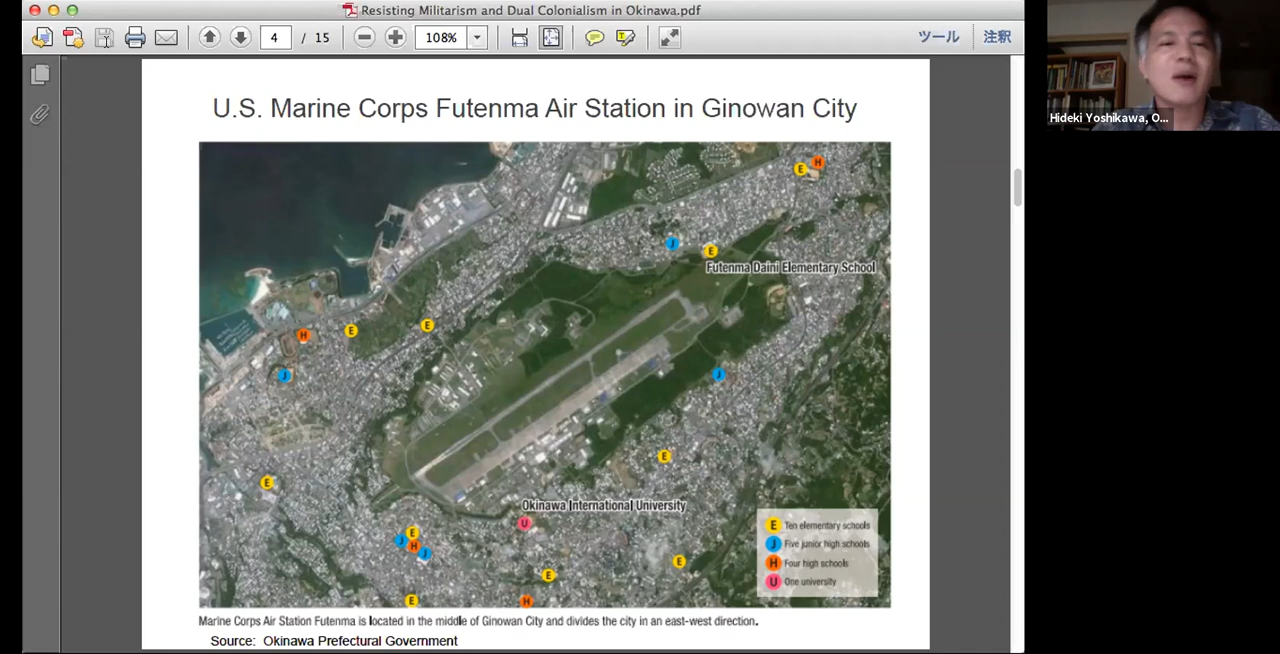 Resisting Militarism and Dual Colonialism in Okinawa.pdf
4 / 15
108%
ツール
注釈
Hideki Yoshikawa, O...
U.S. Marine Corps Futenma Air Station in Ginowan City
E H
J E
Futenma Daini Elementary School
H E E
J
J
E
E
Okinawa International University
U
E
J H J
E
E
E
H
E Ten elementary schools
J Five junior high schools
H Four high schools
U One university
Marine Corps Air Station Futenma is located in the middle of Ginowan City and divides the city in an east-west direction.
Source: Okinawa Prefectural Government